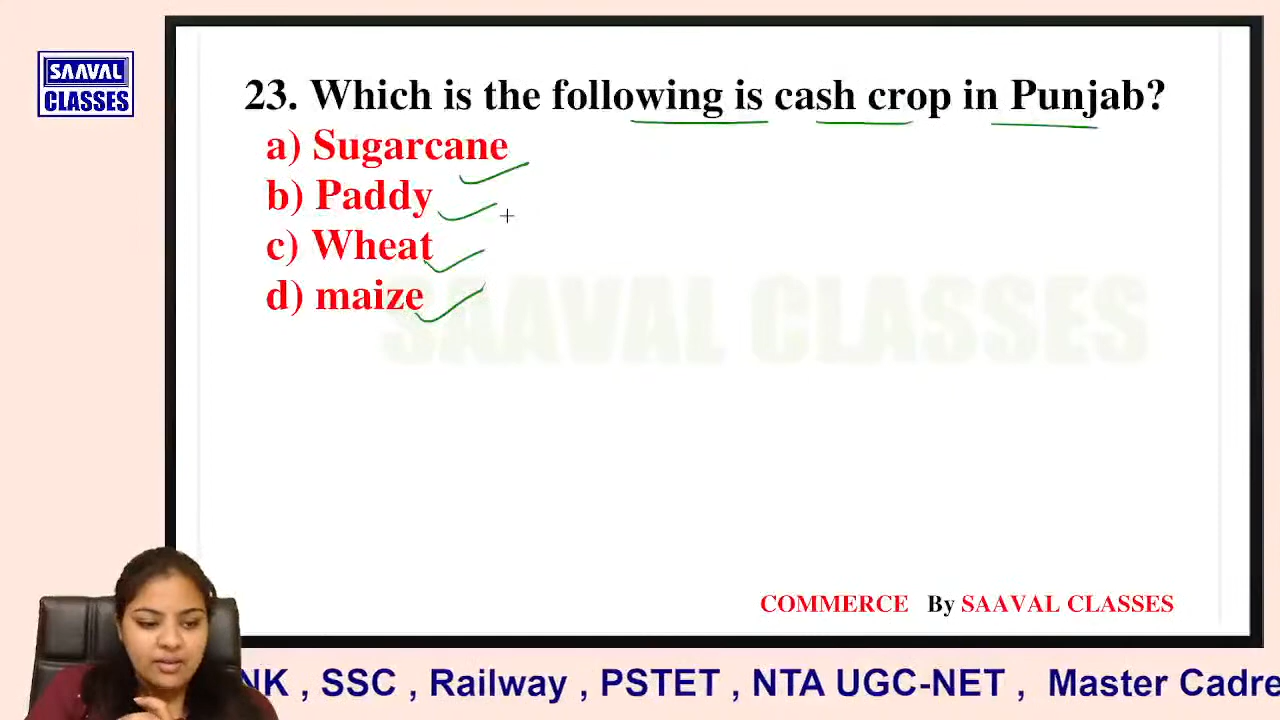 SAAVAL
CLASSES
23. Which is the following is cash crop in Punjab?
a) Sugarcane
b) Paddy
c) Wheat
d) maize
SAAVAL CLASSES
COMMERCE By SAAVAL CLASSES
NK , SSC , Railway , PSTET , NTA UGC-NET , Master Cadre